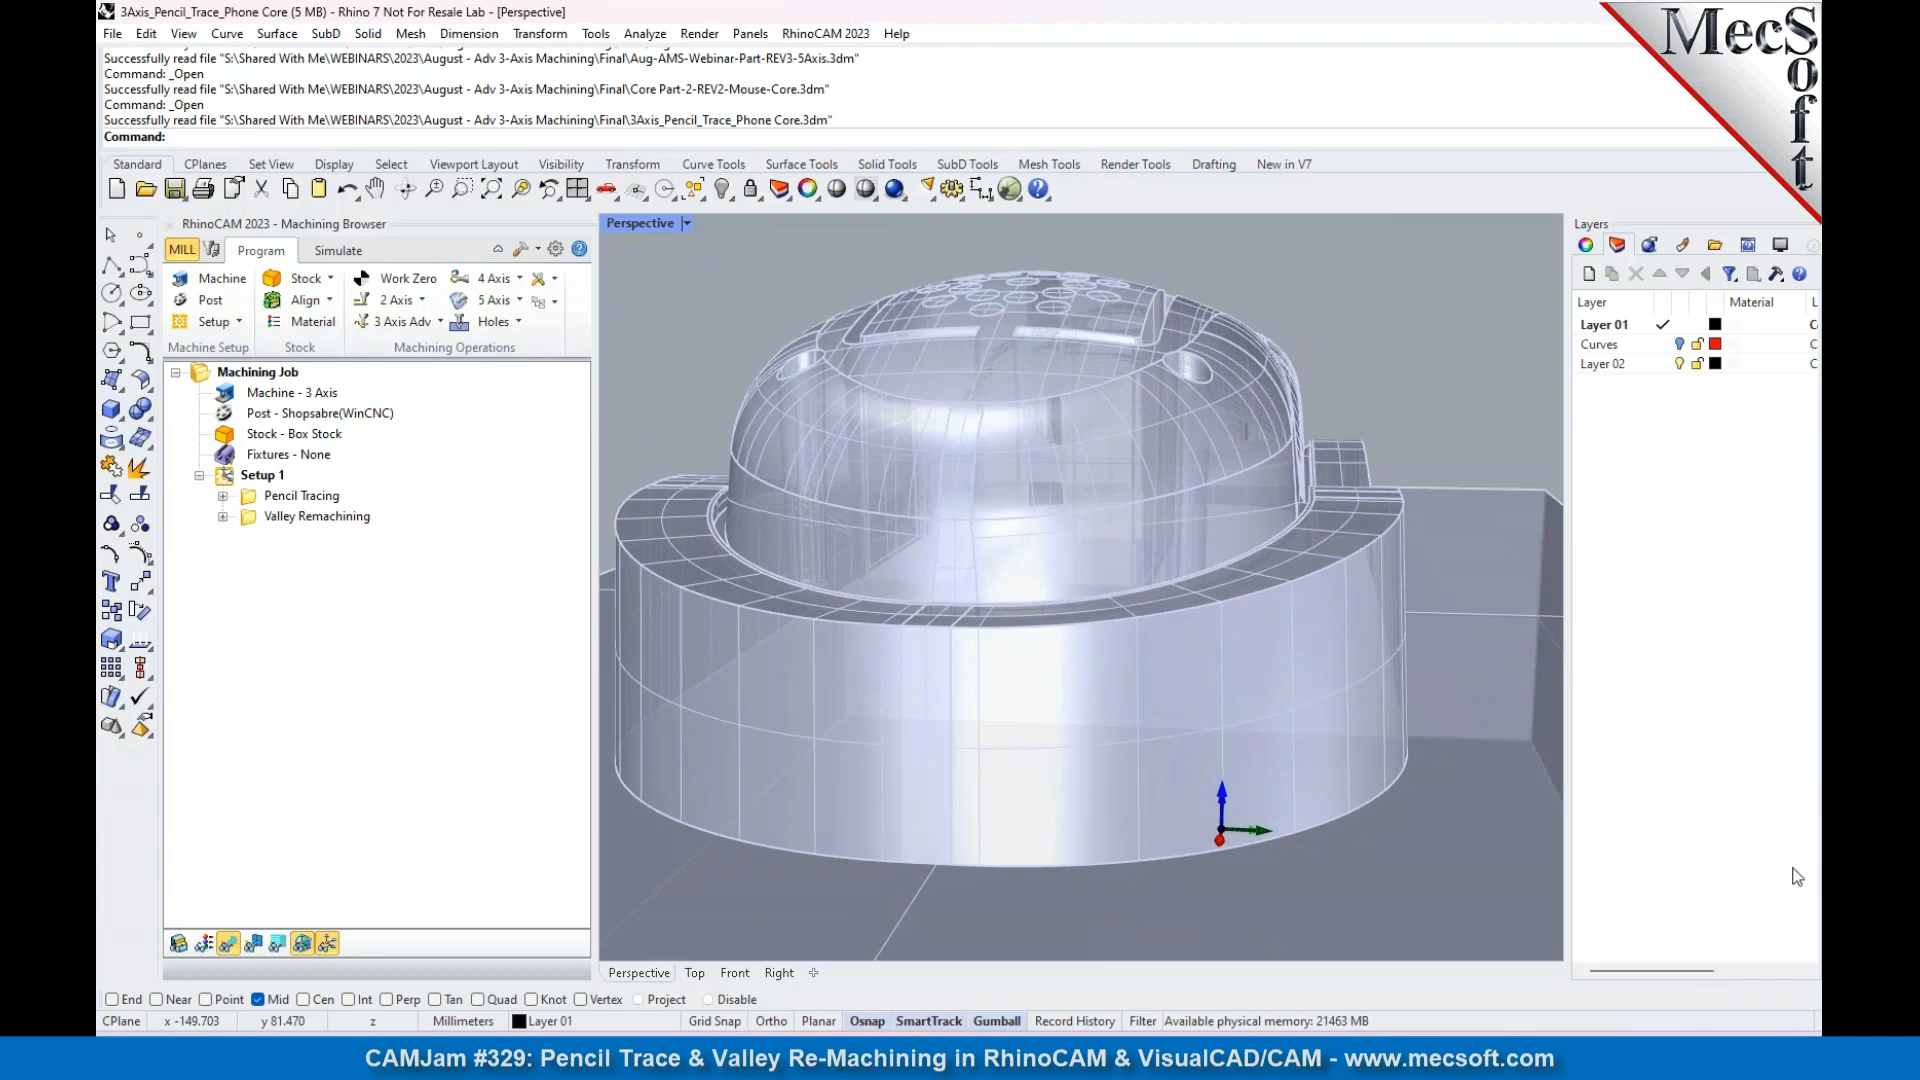 3Axis_Pencil_Trace_Phone Core (5 MB) - Rhino 7 Not For Resale Lab - [Perspective]
File Edit View Curve Surface SubD Solid Mesh Dimension Transform Tools Analyze Render Panels RhinoCAM 2023 Help
Successfully read file "S:\Shared With Me\WEBINARS\2023\August - Adv 3-Axis Machining\Final\Aug-AMS-Webinar-Part-REV3-5Axis.3dm"
Command: _Open
Successfully read file "S:\Shared With Me\WEBINARS\2023\August - Adv 3-Axis Machining\Final\Core Part-2-REV2-Mouse-Core.3dm"
Command: _Open
Successfully read file "S:\Shared With Me\WEBINARS\2023\August - Adv 3-Axis Machining\Final\3Axis_Pencil_Trace_Phone Core.3dm"
Command:
MecSoft
Standard CPlanes Set View Display Select Viewport Layout Visibility Transform Curve Tools Surface Tools Solid Tools SubD Tools Mesh Tools Render Tools Drafting New in V7
RhinoCAM 2023 - Machining Browser
MILL Program Simulate
Machine Stock Work Zero 4 Axis
Post Align 2 Axis 5 Axis
Setup Material 3 Axis Adv Holes
Machine Setup Stock Machining Operations
Machining Job
Machine - 3 Axis
Post - Shopsabre(WinCNC)
Stock - Box Stock
Fixtures - None
Setup 1
Pencil Tracing
Valley Remachining
Perspective
Layers
Layer Material L
Layer 01 C
Curves C
Layer 02 C
Perspective Top Front Right
End Near Point Mid Cen Int Perp Tan Quad Knot Vertex Project Disable
CPlane x -149.703 y 81.470 z Millimeters Layer 01 Grid Snap Ortho Planar Osnap SmartTrack Gumball Record History Filter Available physical memory: 21463 MB
CAMJam #329: Pencil Trace & Valley Re-Machining in RhinoCAM & VisualCAD/CAM - www.mecsoft.com